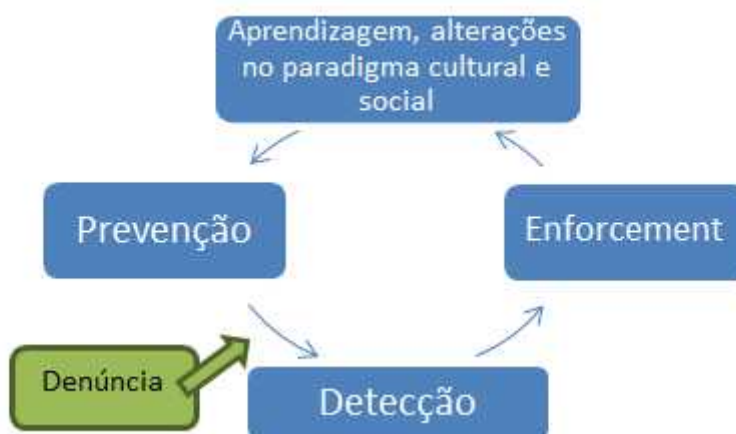 Aprendizagem, alterações
no paradigma cultural e
social
Prevenção
Enforcement
Denúncia
Detecção